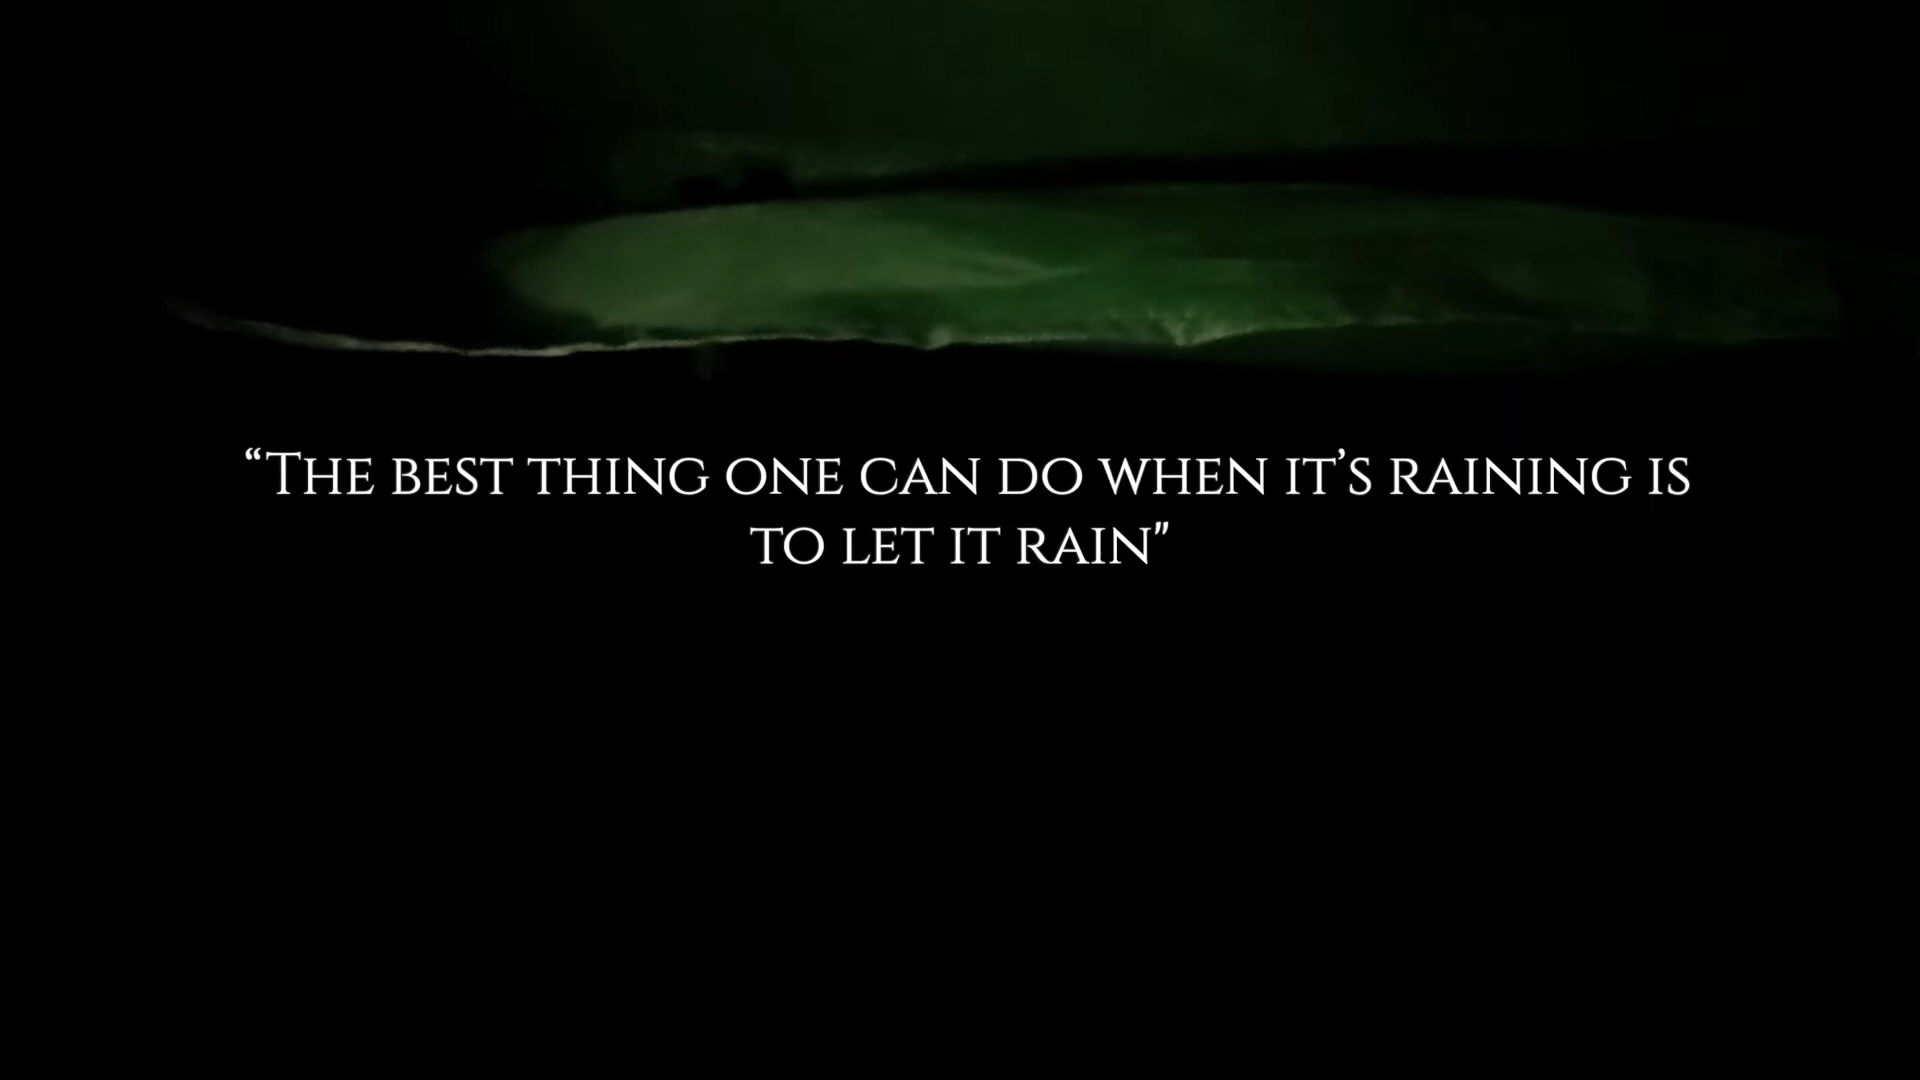 “The best thing one can do when it’s raining is
to let it rain"